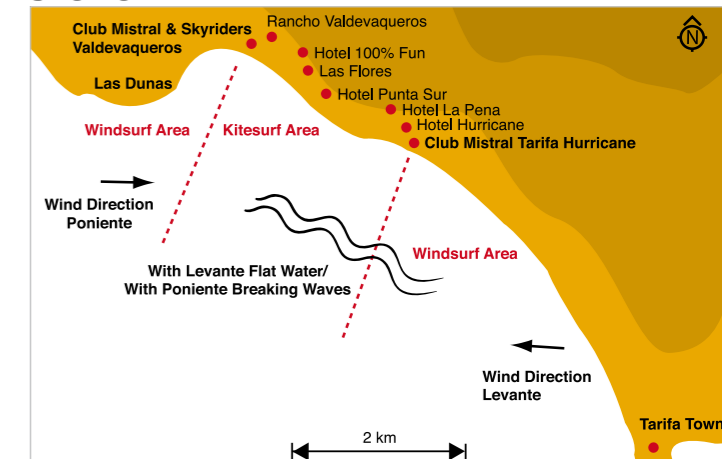 Club Mistral & Skyriders
Valdevaqueros
Rancho Valdevaqueros
N
Hotel 100% Fun
Las Flores
Las Dunas
Hotel Punta Sur
Hotel La Pena
Hotel Hurricane
Club Mistral Tarifa Hurricane
Windsurf Area
Kitesurf Area
Wind Direction
Poniente
With Levante Flat Water/
With Poniente Breaking Waves
Windsurf Area
Wind Direction
Levante
Tarifa Town
2 km